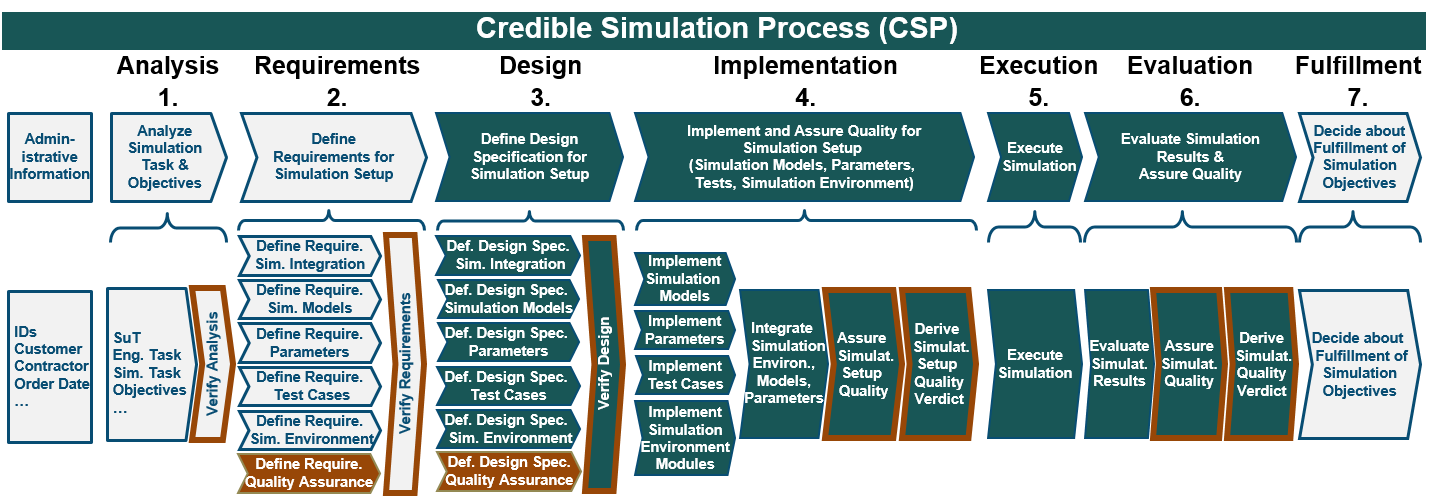 Credible Simulation Process (CSP)
Analysis
Requirements
Design
Implementation
Execution
Evaluation
Fulfillment
1.
2.
3.
4.
5.
6.
7.
Admin-
istrative
Information
Analyze
Simulation
Task &
Objectives
Define
Requirements for
Simulation Setup
Define Design
Specification for
Simulation Setup
Implement and Assure Quality for
Simulation Setup
(Simulation Models, Parameters,
Tests, Simulation Environment)
Execute
Simulation
Evaluate Simulation
Results &
Assure Quality
Decide about
Fulfillment of
Simulation
Objectives
IDs
Customer
Contractor
Order Date
…
SuT
Eng. Task
Sim. Task
Objectives
…
Verify Analysis
Define Require.
Sim. Integration
Define Require.
Sim. Models
Define Require.
Parameters
Define Require.
Test Cases
Define Require.
Sim. Environment
Define Require.
Quality Assurance
Verify Requirements
Def. Design Spec.
Sim. Integration
Def. Design Spec.
Simulation Models
Def. Design Spec.
Parameters
Def. Design Spec.
Test Cases
Def. Design Spec.
Sim. Environment
Def. Design Spec.
Quality Assurance
Verify Design
Implement
Simulation
Models
Implement
Parameters
Implement
Test Cases
Implement
Simulation
Environment
Modules
Integrate
Simulation
Environ.,
Models,
Parameters
Assure
Simulat.
Setup
Quality
Derive
Simulat.
Setup
Quality
Verdict
Execute
Simulation
Evaluate
Simulat.
Results
Assure
Simulat.
Quality
Derive
Simulat.
Quality
Verdict
Decide about
Fulfillment of
Simulation
Objectives